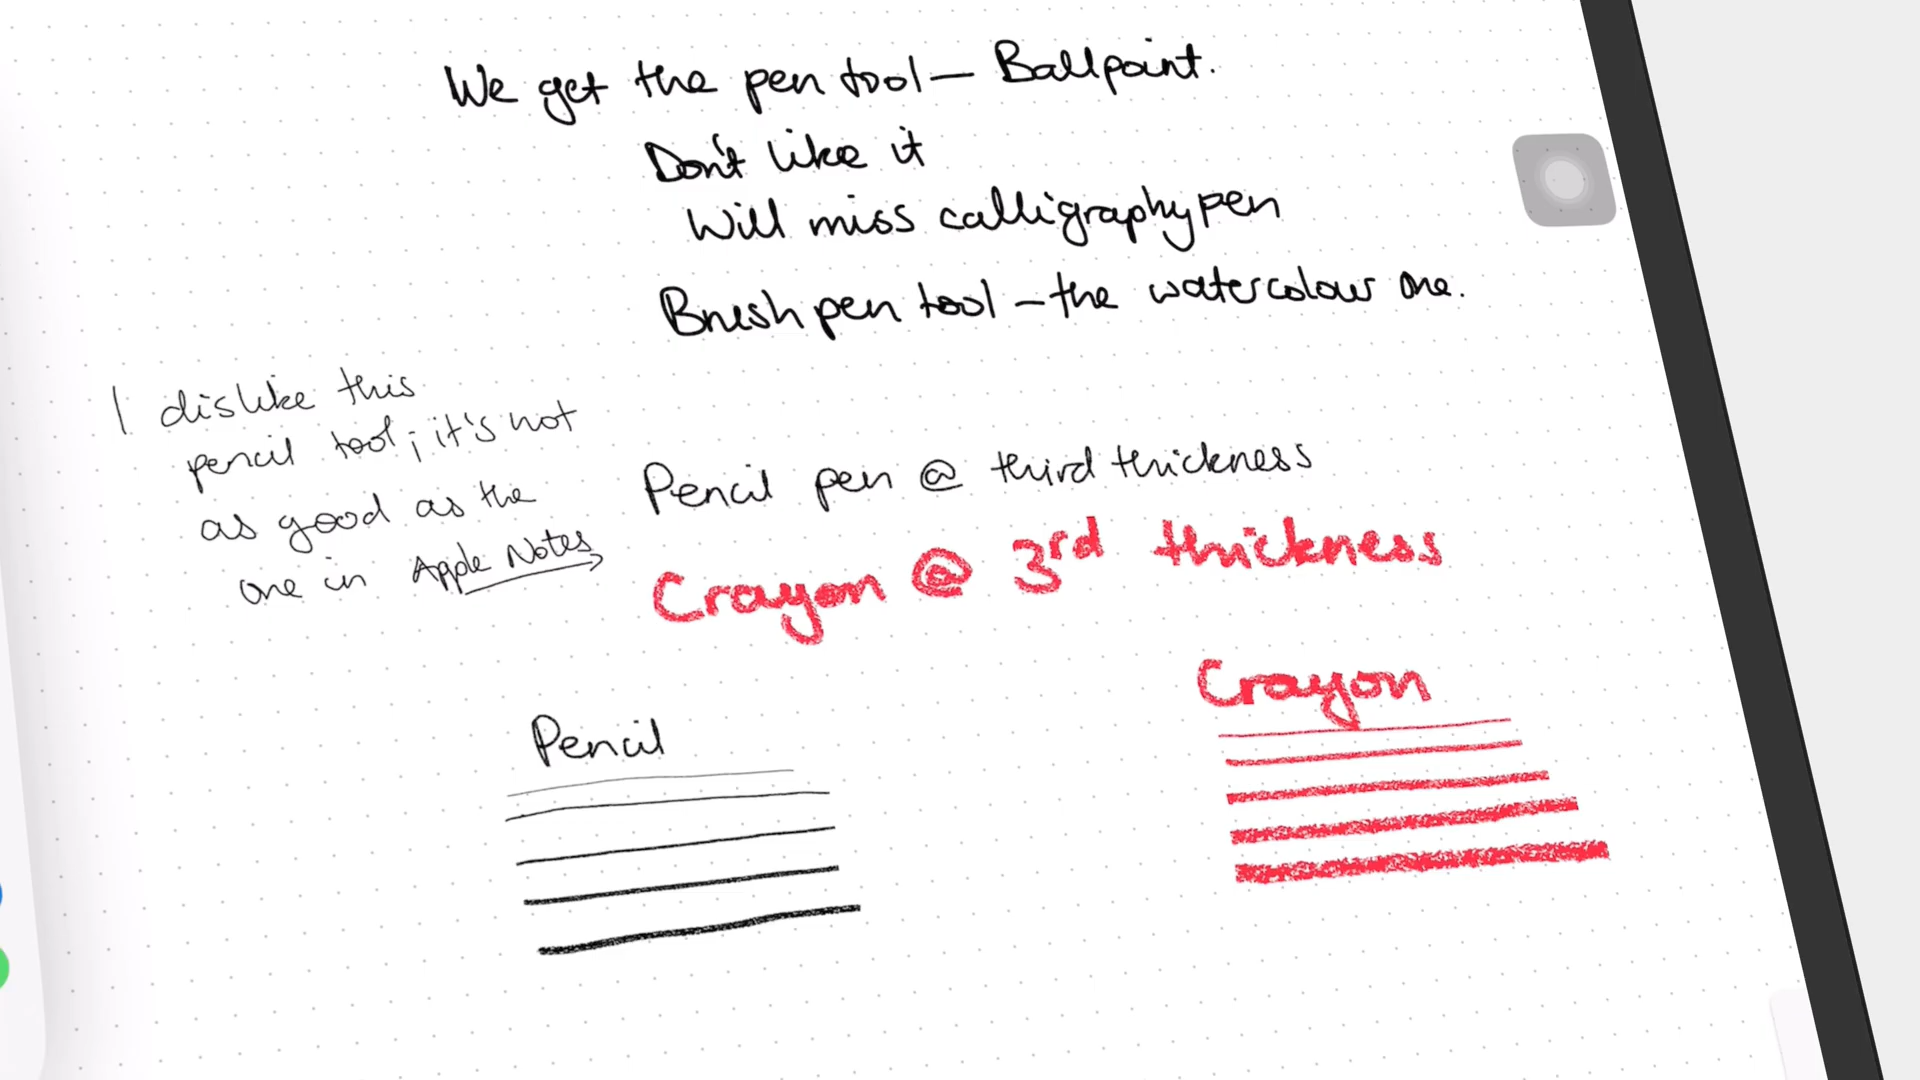 We get the pen tool — Ballpoint.
Don't like it
Will miss calligraphy pen
Brush pen tool — the watercolour one.
I dislike this
pencil tool; it's not
as good as the
one in Apple Notes
Pencil pen @ third thickness
Crayon @ 3rd thickness
Pencil
Crayon